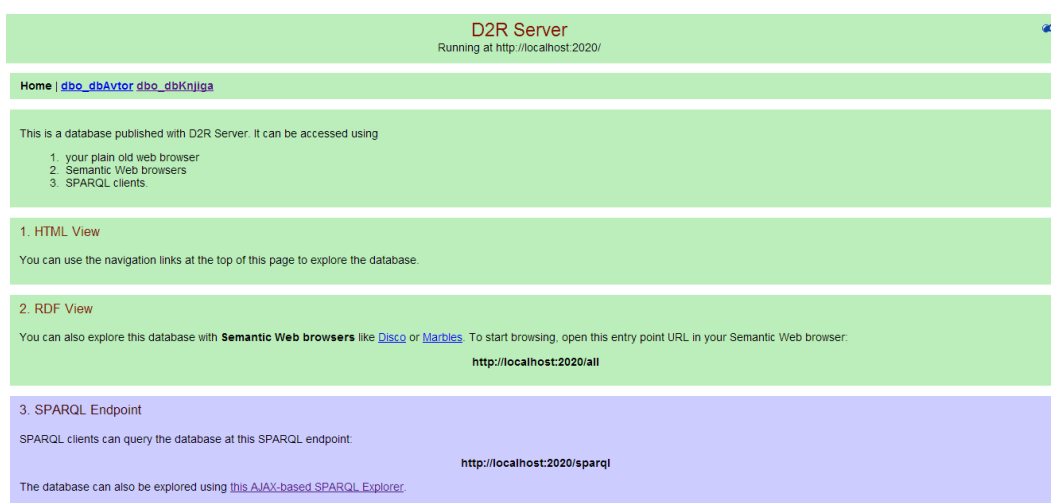 D2R Server
Running at http://localhost:2020/
Home | dbo_dbAvtor dbo_dbKnjiga
This is a database published with D2R Server. It can be accessed using
1. your plain old web browser
2. Semantic Web browsers
3. SPARQL clients.
1. HTML View
You can use the navigation links at the top of this page to explore the database.
2. RDF View
You can also explore this database with Semantic Web browsers like Disco or Marbles. To start browsing, open this entry point URL in your Semantic Web browser:
http://localhost:2020/all
3. SPARQL Endpoint
SPARQL clients can query the database at this SPARQL endpoint:
http://localhost:2020/sparql
The database can also be explored using this AJAX-based SPARQL Explorer.